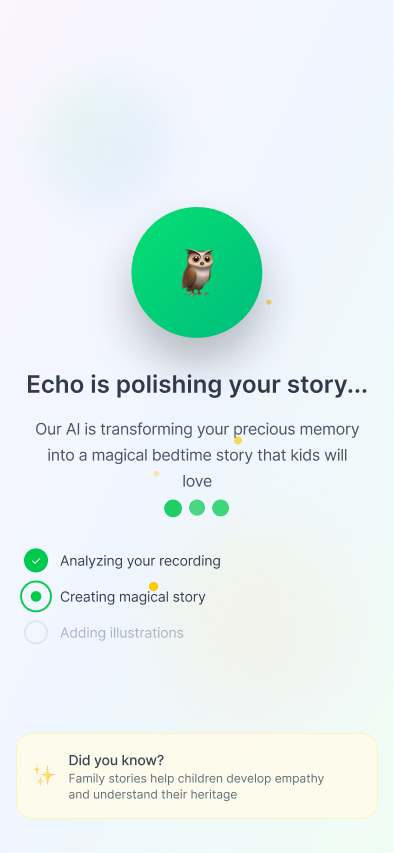 Echo is polishing your story...
Our AI is transforming your precious memory
into a magical bedtime story that kids will
love
Analyzing your recording
Creating magical story
Adding illustrations
Did you know?
Family stories help children develop empathy
and understand their heritage